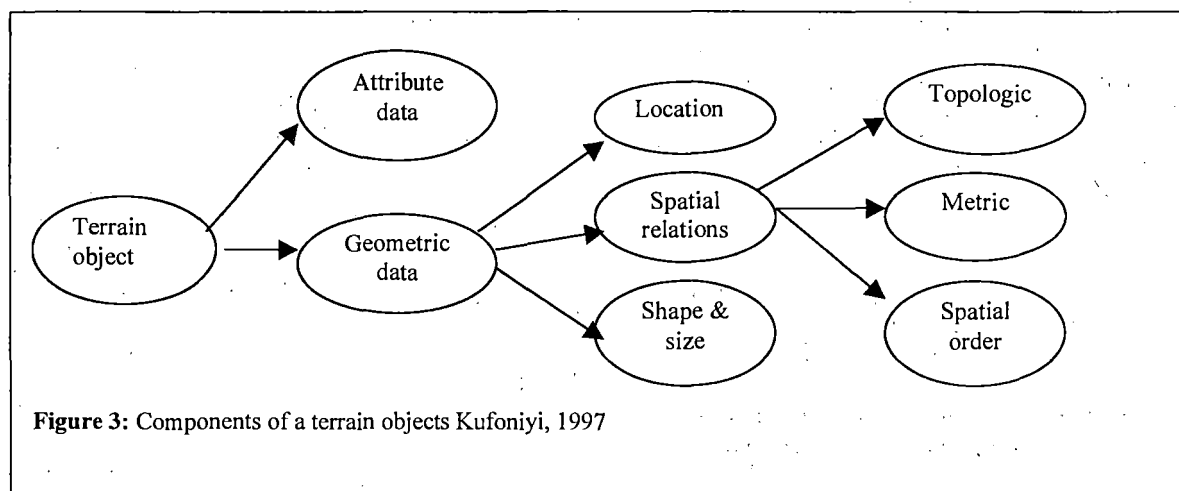 Attribute
data
Location
Topologic
Terrain
object
Geometric
data
Spatial
relations
Metric
Shape &
size
Spatial
order
Figure 3: Components of a terrain objects Kufoniyi, 1997